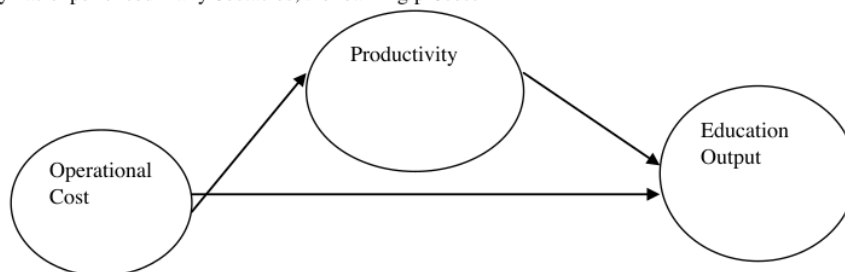 Productivity
Education
Output
Operational
Cost